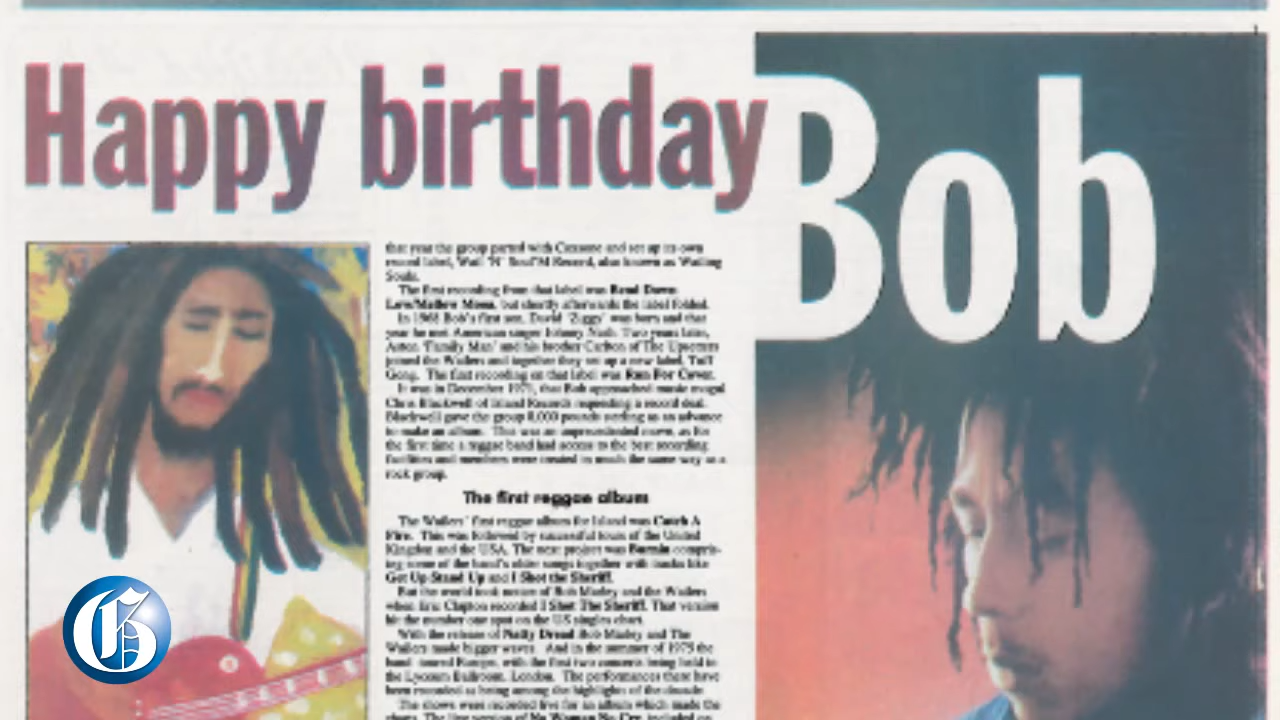 Happy birthday Bob
that year the group parted with Coxsone and set up its own
record label, Wail 'N' Soul'M Record, also known as Wailing
Souls.
The first recording from that label was Bend Down
Low/Mellow Mood, but shortly afterwards the label folded.
In 1968 Bob's first son, David 'Ziggy' was born and that
year he met American singer Johnny Nash. Two years later,
Aston 'Family Man' and his brother Carlton of The Upsetters
joined the Wailers and together they set up a new label, Tuff
Gong. The first recording on that label was Run For Cover.
It was in December 1971, that Bob approached music mogul
Chris Blackwell of Island Records requesting a record deal.
Blackwell gave the group 8,000 pounds sterling as an advance
to make an album. This was an unprecedented move, as for
the first time a reggae band had access to the best recording
facilities and members were treated in much the same way as a
rock group.
The first reggae album
The Wailers' first reggae album for Island was Catch A
Fire. This was followed by successful tours of the United
Kingdom and the USA. The next project was Burnin compris-
ing some of the band's older songs together with tracks like
Get Up Stand Up and I Shot the Sheriff.
But the world took notice of Bob Marley and the Wailers
when Eric Clapton recorded I Shot The Sheriff. That version
hit the number one spot on the US singles chart.
With the release of Natty Dread Bob Marley and The
Wailers made bigger waves. And in the summer of 1975 the
band toured Europe, with the first two concerts being held to
the Lyceum Ballroom, London. The performances there have
been recorded as being among the highlights of the decade
The shows were recorded live for an album which made the
charts. The live version of No Woman No Cry, included on
G